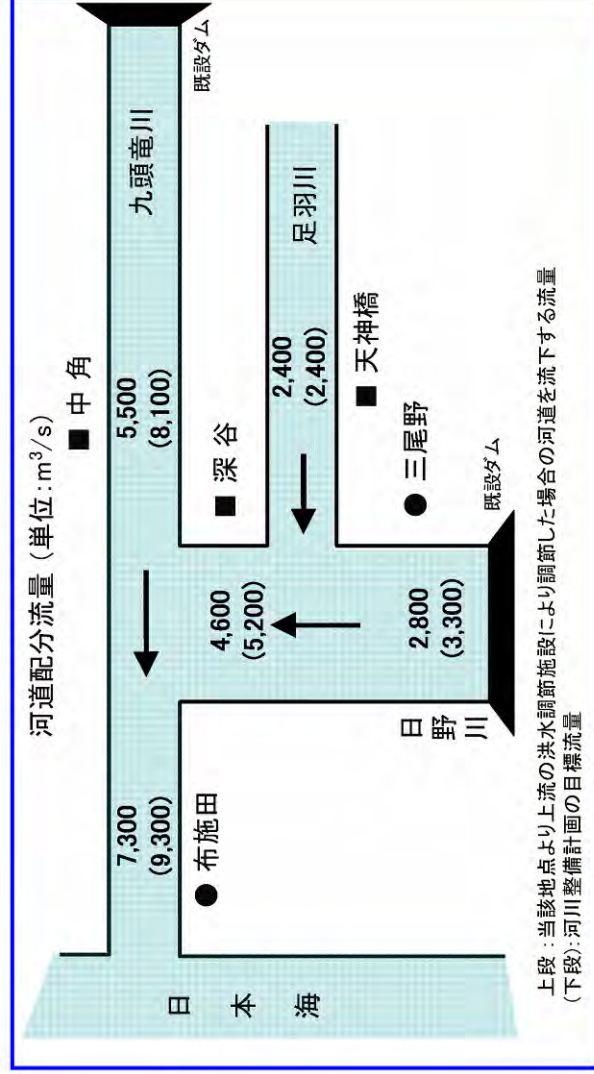 河道配分流量 (単位:m³/s)
■ 中 角
既設ダム
九頭竜川
5,500
(8,100)
7,300
(9,300)
● 布施田
日本海
■ 深 谷
足羽川
2,400
(2,400)
■ 天神橋
4,600
(5,200)
● 三尾野
2,800
(3,300)
日野川
既設ダム
上段:当該地点より上流の洪水調節施設により調節した場合の河道を流下する流量
(下段):河川整備計画の目標流量